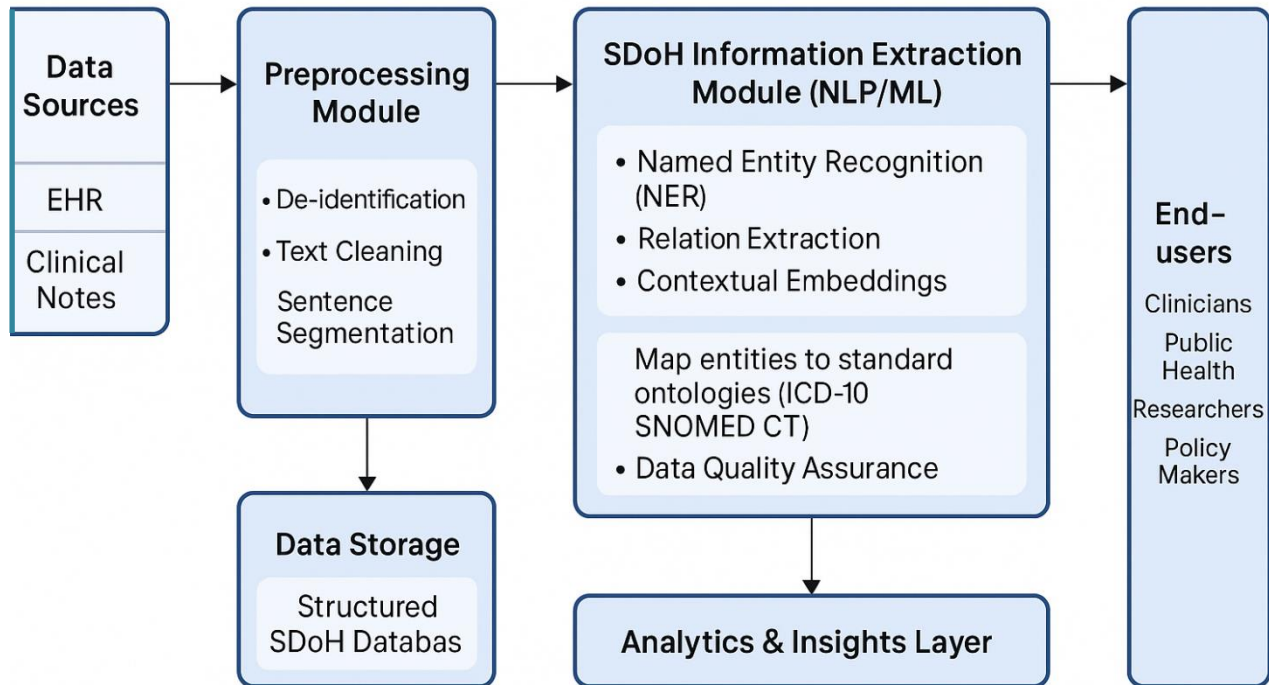 Data
Sources
EHR
Clinical
Notes
Preprocessing
Module
• De-identification
• Text Cleaning
Sentence
Segmentation
Data Storage
Structured
SDoH Databas
SDoH Information Extraction
Module (NLP/ML)
• Named Entity Recognition
(NER)
• Relation Extraction
• Contextual Embeddings
Map entities to standard
ontologies (ICD-10
SNOMED CT)
• Data Quality Assurance
Analytics & Insights Layer
End-
users
Clinicians
Public
Health
Researchers
Policy
Makers